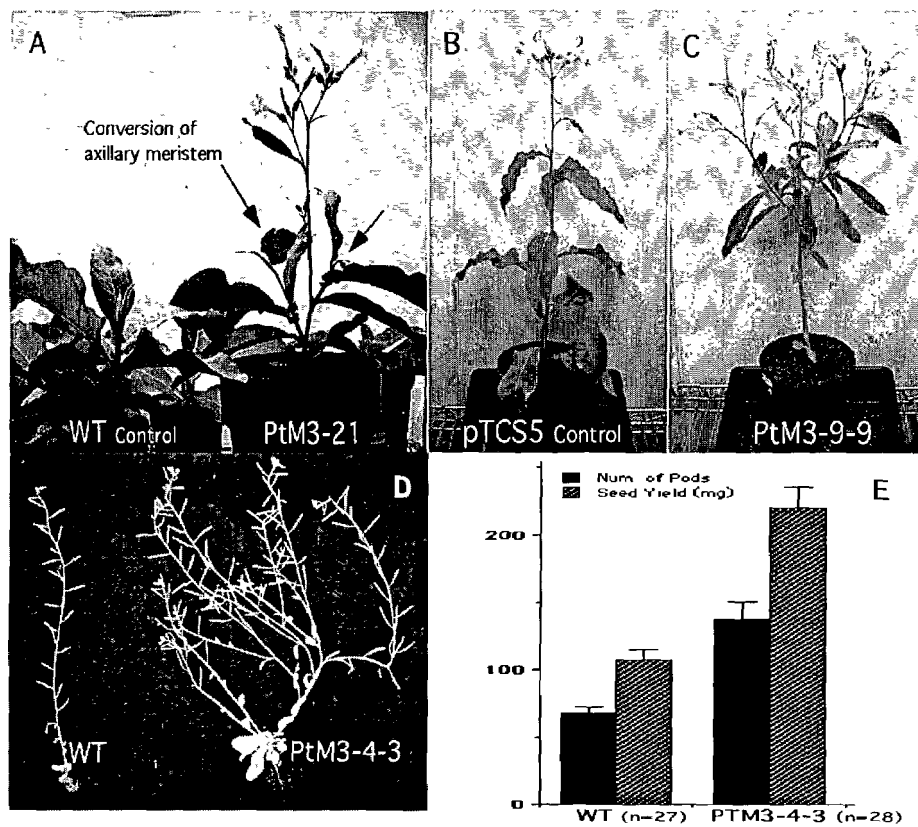 A
Conversion of
axillary meristem
WT Control
PtM3-21
B
pTCS5 Control
C
PtM3-9-9
D
WT
PtM3-4-3
E
Num. of Pods
Seed Yield (mg)
200
100
0
WT (n=27)
PTM3-4-3 (n=28)